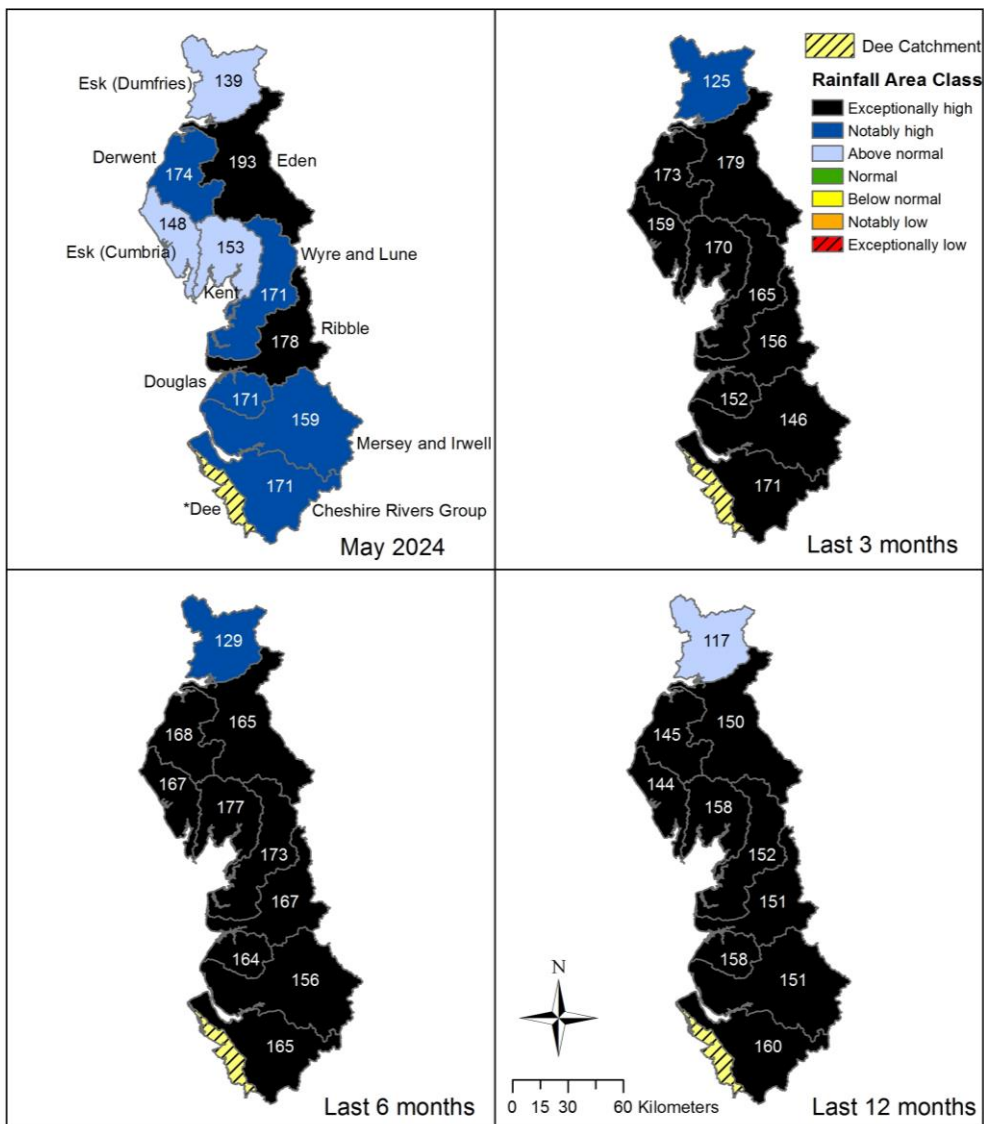 139
Esk (Dumfries)
Derwent
193
Eden
174
148
153
Esk (Cumbria)
Wyre and Lune
Kent
171
Ribble
178
Douglas
171
159
Mersey and Irwell
171
*Dee
Cheshire Rivers Group
May 2024
Dee Catchment
Rainfall Area Class
Exceptionally high
Notably high
Above normal
Normal
Below normal
Notably low
Exceptionally low
125
179
173
159
170
165
156
152
146
171
Last 3 months
129
165
168
167
177
173
167
164
156
165
Last 6 months
117
150
145
144
158
152
151
158
151
160
N
0 15 30 60 Kilometers
Last 12 months